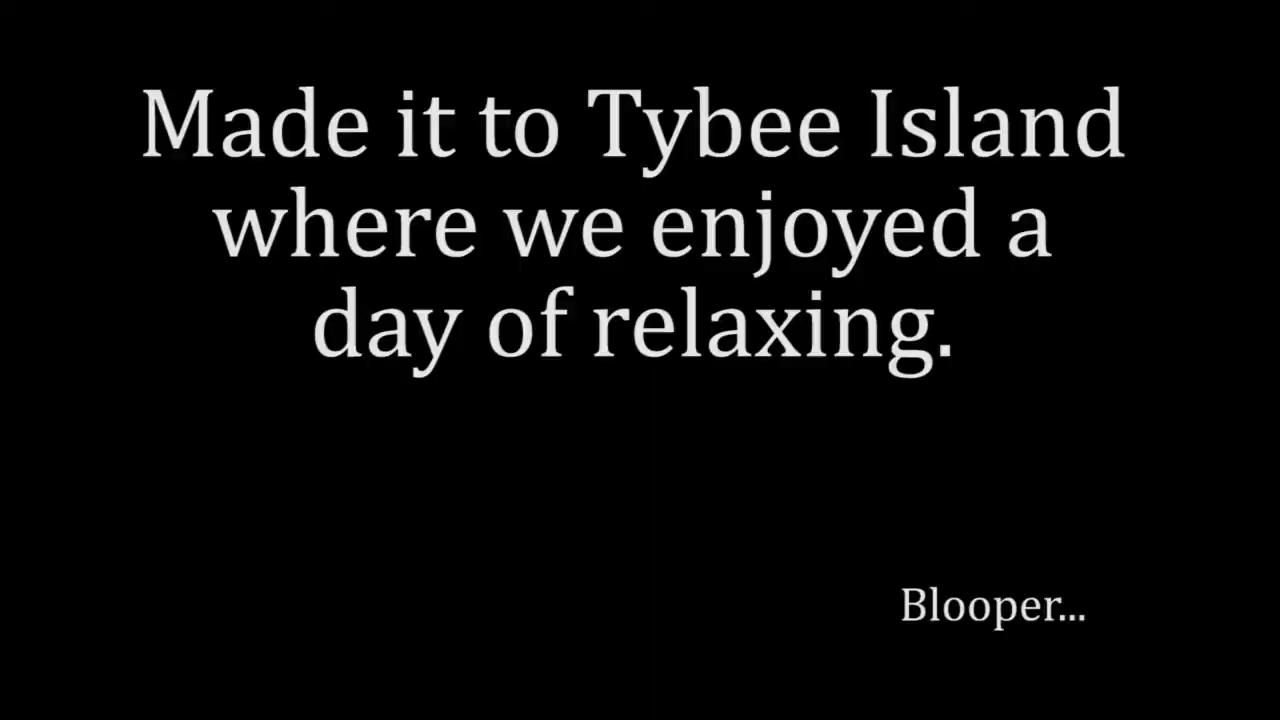 Made it to Tybee Island
where we enjoyed a
day of relaxing.
Blooper...